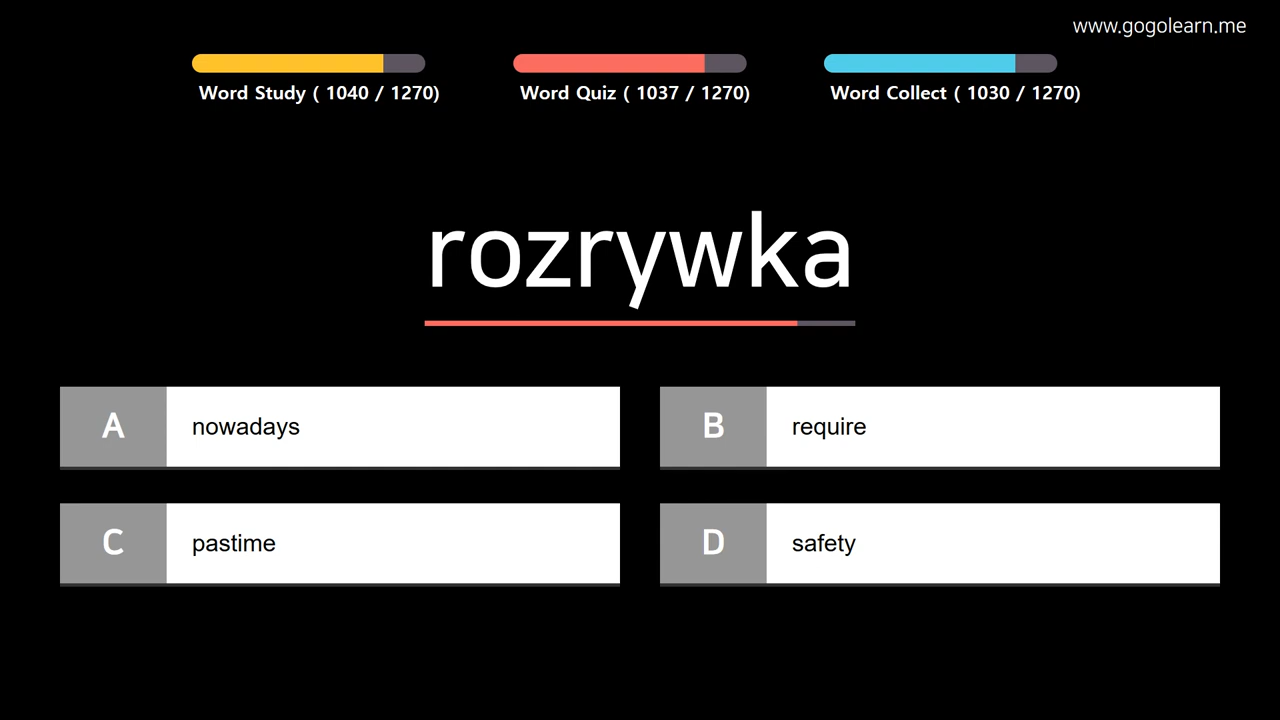 www.gogolearn.me
Word Study ( 1040 / 1270)
Word Quiz ( 1037 / 1270)
Word Collect ( 1030 / 1270)
rozrywka
A nowadays
B require
C pastime
D safety